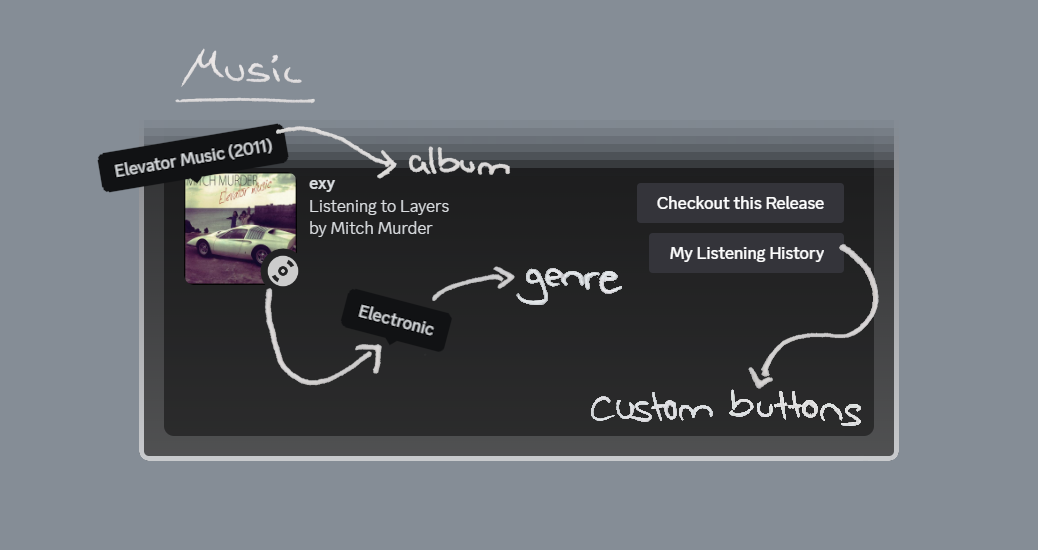 Music
Elevator Music (2011)
album
MITCH MURDER
Elevator music
exy
Listening to Layers
by Mitch Murder
Checkout this Release
My Listening History
Electronic
genre
Custom buttons